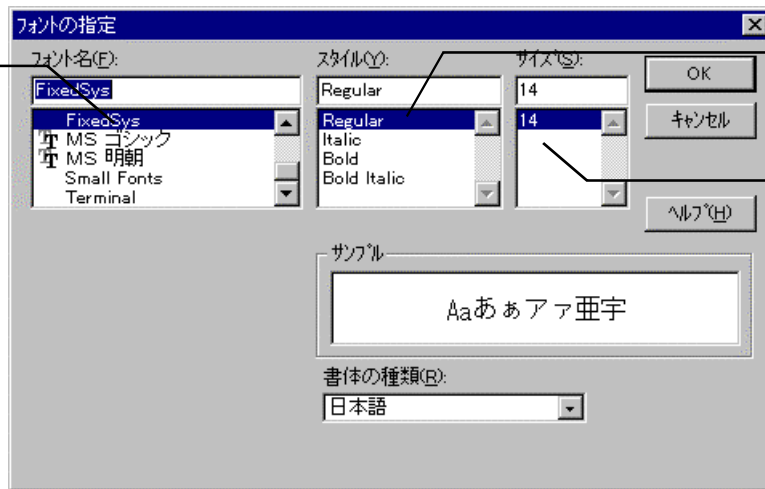 フォントの指定
フォント名(F):
スタイル(Y):
サイズ(S):
FixedSys
Regular
14
OK
FixedSys
MS ゴシック
MS 明朝
Small Fonts
Terminal
Regular
Italic
Bold
Bold Italic
14
キャンセル
ヘルプ(H)
サンプル
Aaあぁアァ亜宇
書体の種類(R):
日本語